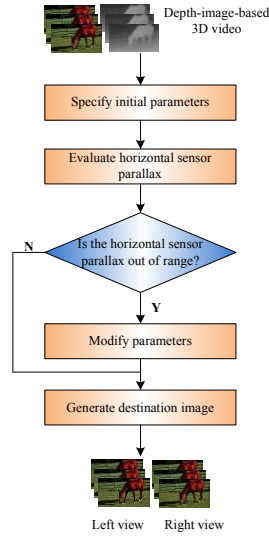 Depth-image-based
3D video
Specify initial parameters
Evaluate horizontal sensor
parallax
Is the horizontal sensor
parallax out of range?
N
Y
Modify parameters
Generate destination image
Left view
Right view